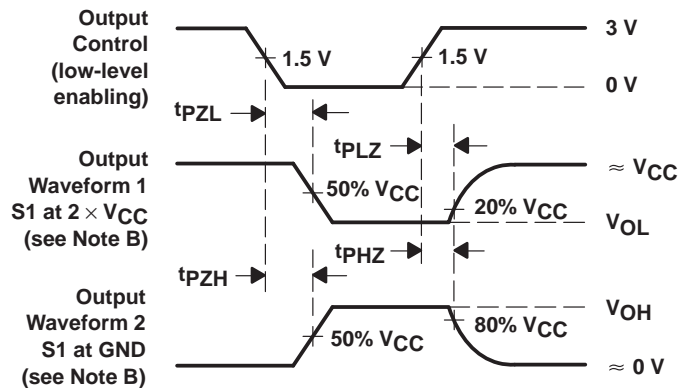 Output
Control
(low-level
enabling)
1.5 V
1.5 V
3 V
0 V
tPZL
tPLZ
Output
Waveform 1
S1 at 2 × VCC
(see Note B)
50% VCC
20% VCC
≈ VCC
VOL
tPZH
tPHZ
Output
Waveform 2
S1 at GND
(see Note B)
50% VCC
80% VCC
VOH
≈ 0 V